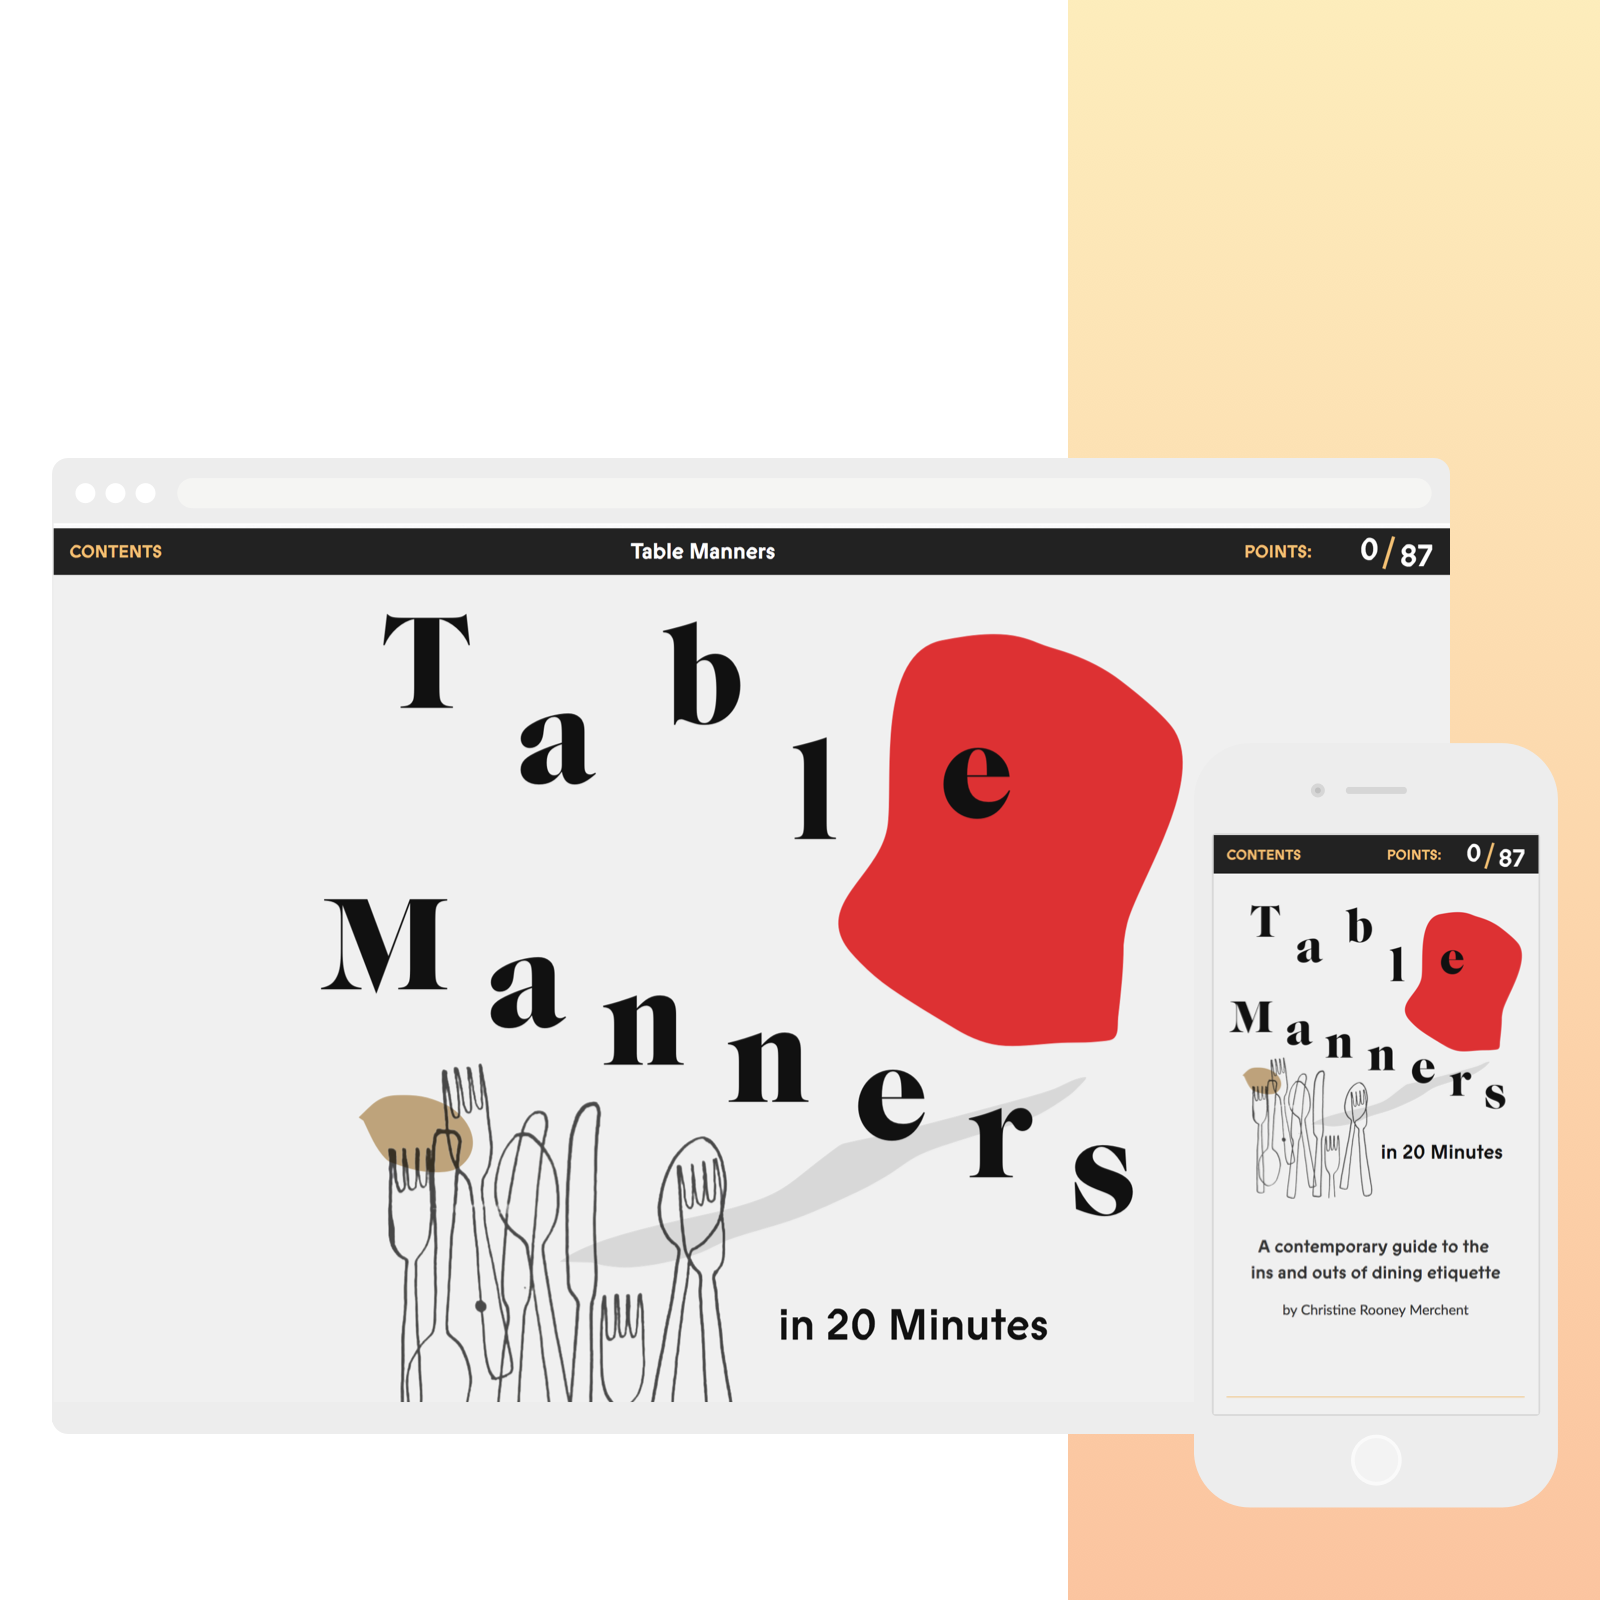 CONTENTS
Table Manners
POINTS: 0/87
Table
Manners
in 20 Minutes
CONTENTS
POINTS: 0/87
Table
Manners
in 20 Minutes
A contemporary guide to the
ins and outs of dining etiquette
by Christine Rooney Merchent